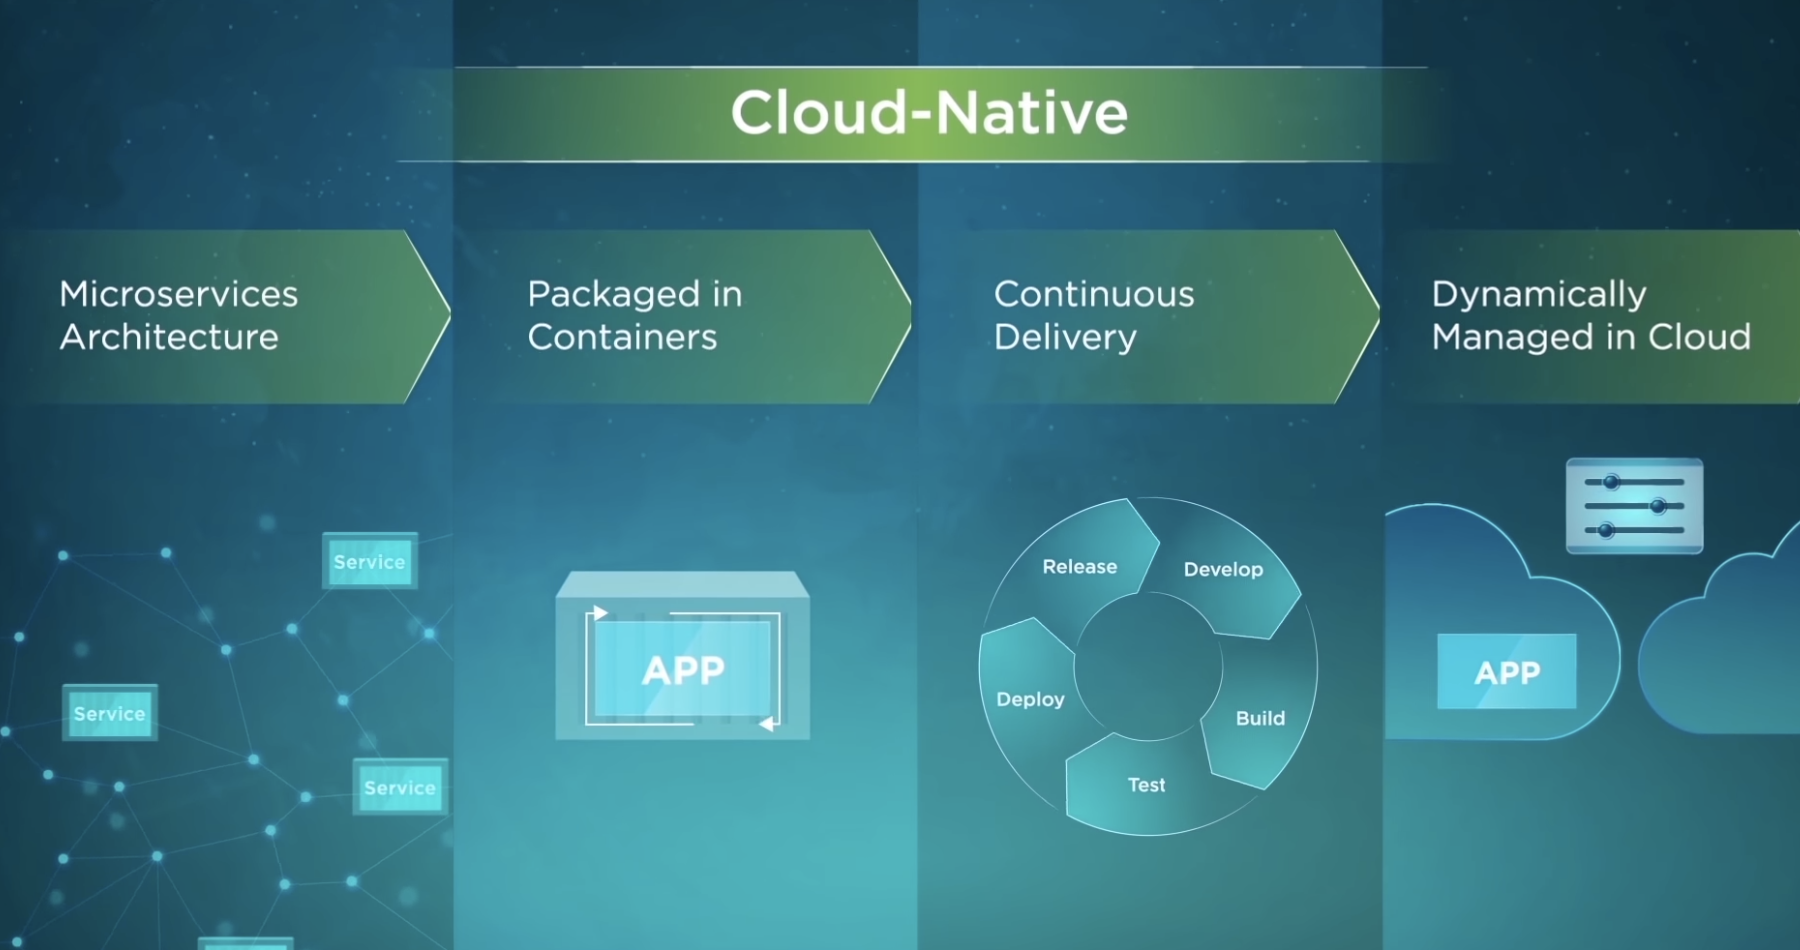 Cloud-Native
Microservices
Architecture
Packaged in
Containers
Continuous
Delivery
Dynamically
Managed in Cloud
Service
Service
Service
APP
Release
Develop
Deploy
Build
Test
APP